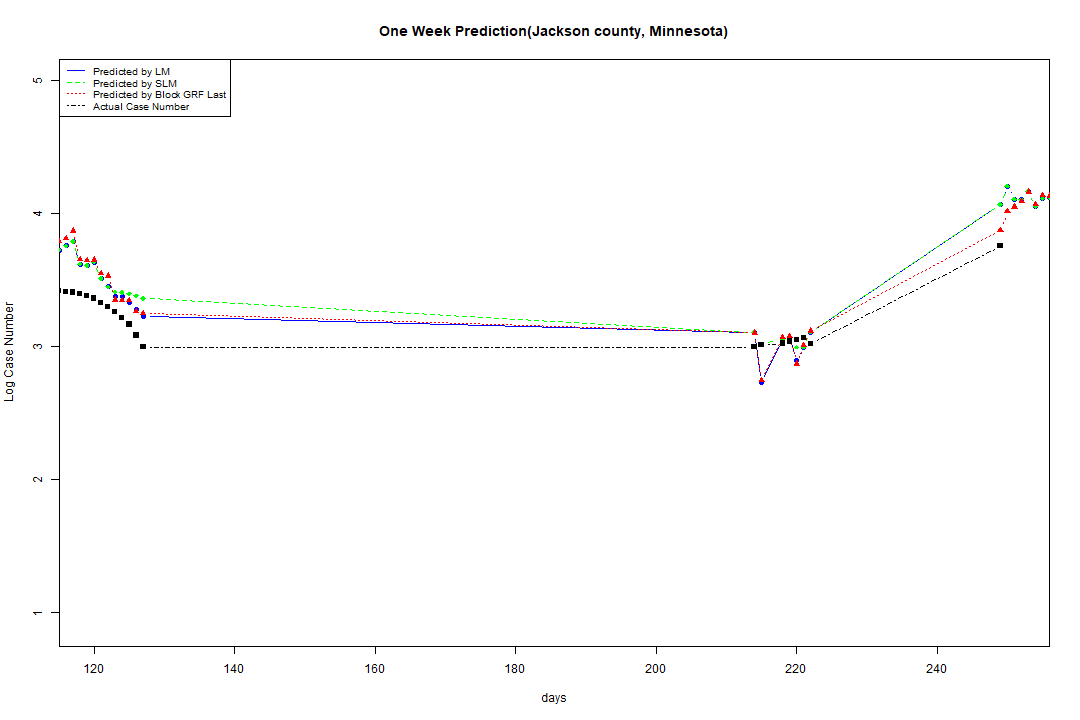 One Week Prediction(Jackson county, Minnesota)
Predicted by LM
Predicted by SLM
Predicted by Block GRF Last
Actual Case Number
5
4
3
2
1
Log Case Number
120 140 160 180 200 220 240
days